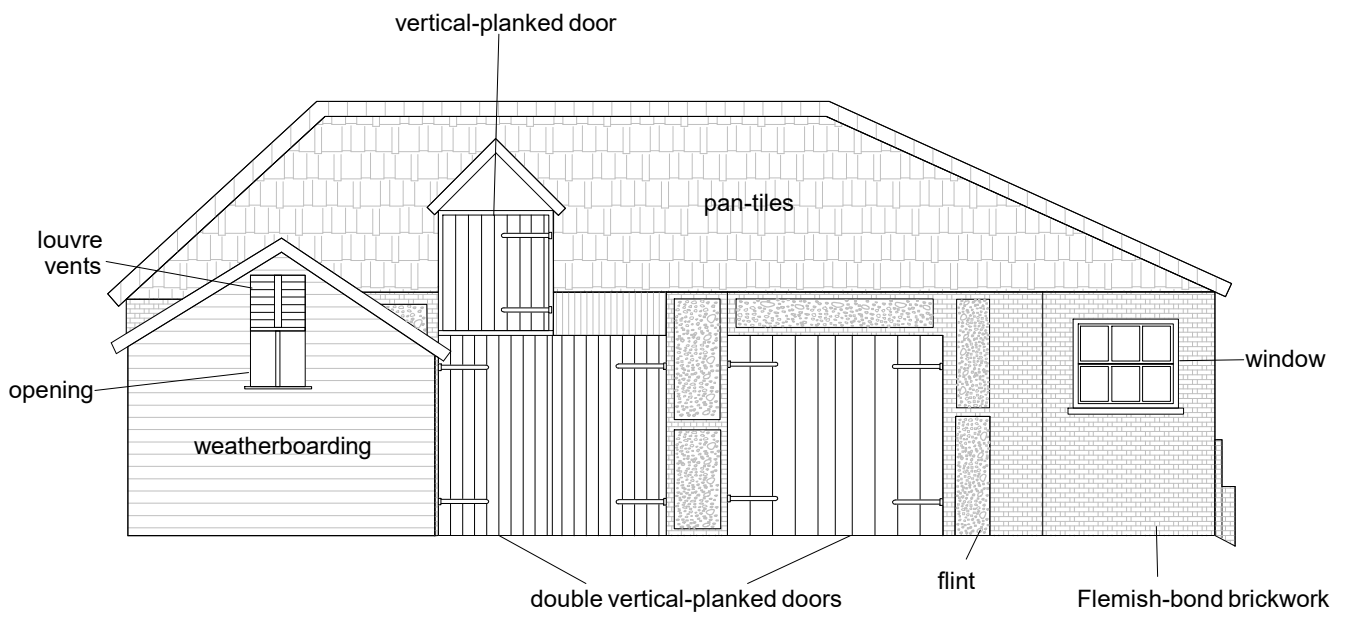 vertical-planked door
pan-tiles
louvre
vents
window
opening
weatherboarding
flint
double vertical-planked doors
Flemish-bond brickwork